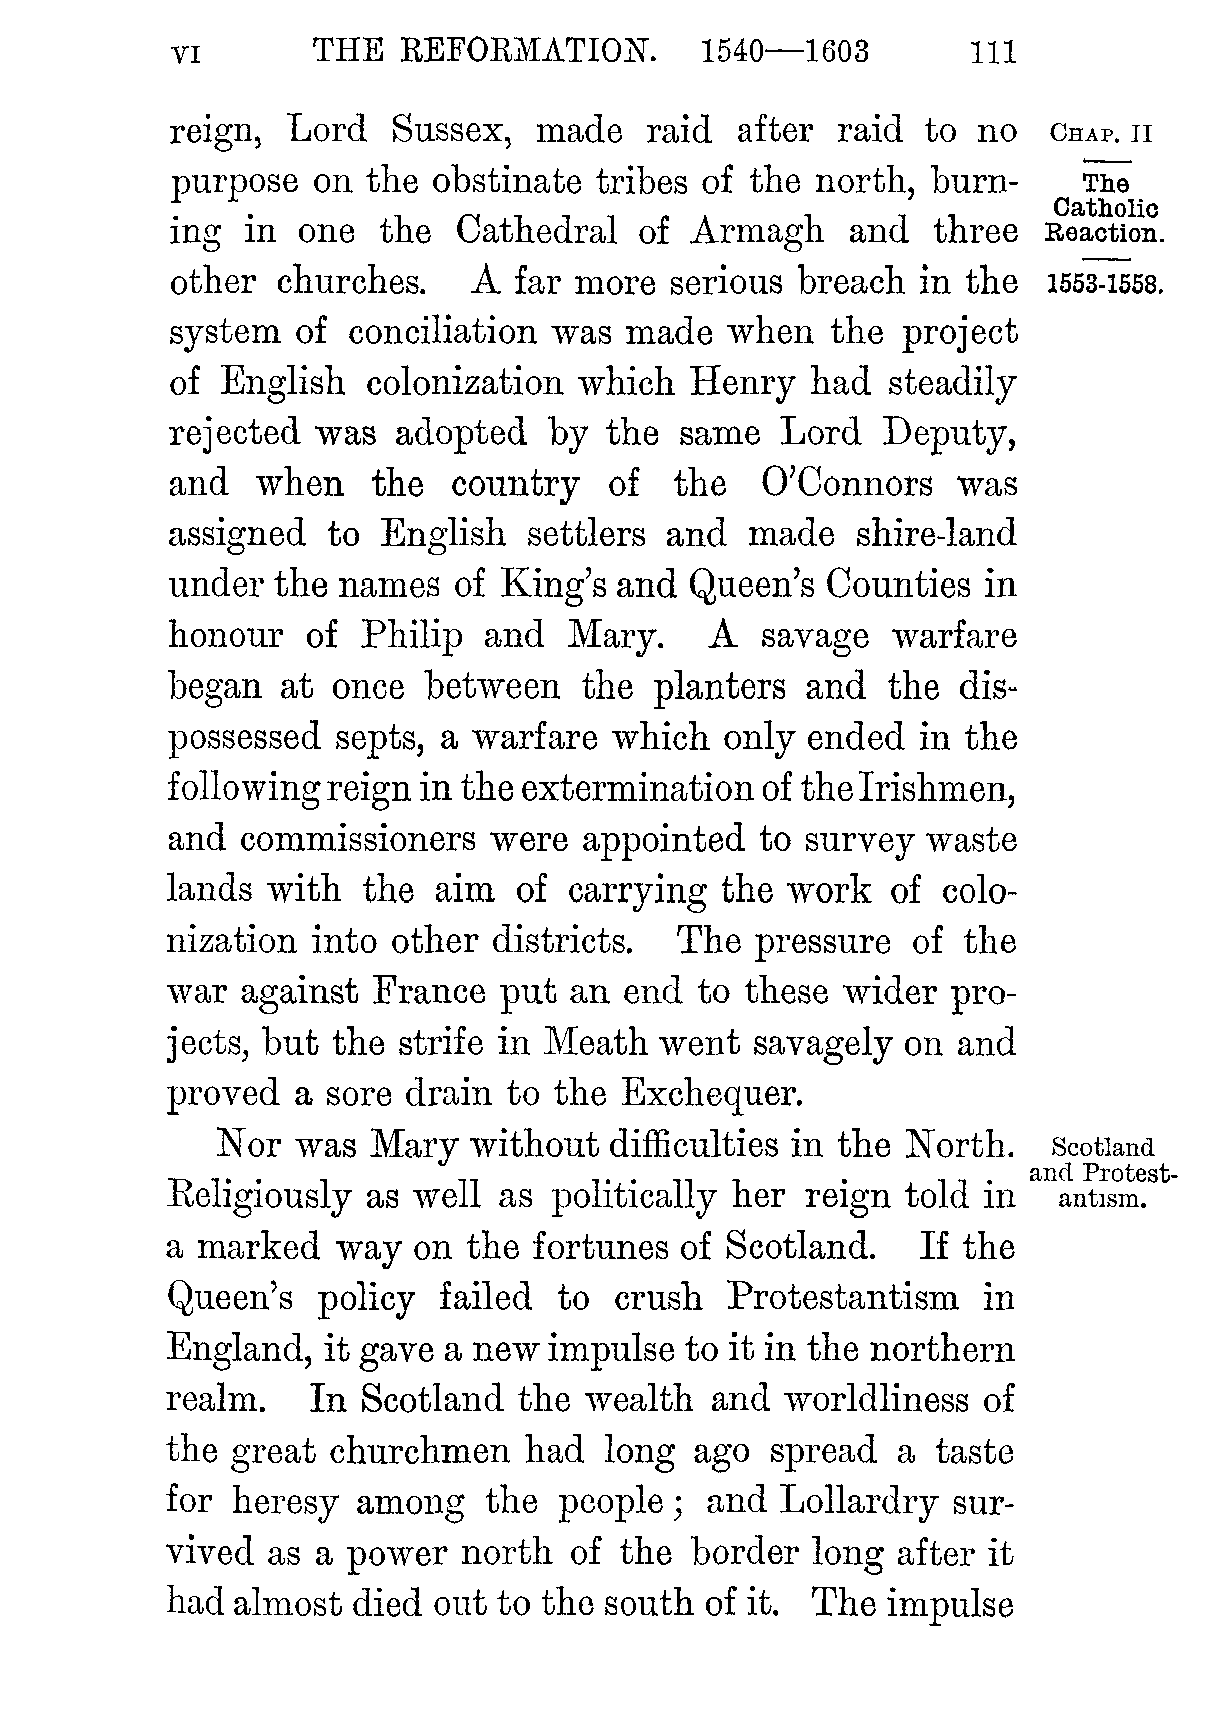 VI THE REFORMATION. 1540—1603 111
reign, Lord Sussex, made raid after raid to no
purpose on the obstinate tribes of the north, burn-
ing in one the Cathedral of Armagh and three
other churches. A far more serious breach in the
system of conciliation was made when the project
of English colonization which Henry had steadily
rejected was adopted by the same Lord Deputy,
and when the country of the O'Connors was
assigned to English settlers and made shire-land
under the names of King's and Queen's Counties in
honour of Philip and Mary. A savage warfare
began at once between the planters and the dis-
possessed septs, a warfare which only ended in the
following reign in the extermination of the Irishmen,
and commissioners were appointed to survey waste
lands with the aim of carrying the work of colo-
nization into other districts. The pressure of the
war against France put an end to these wider pro-
jects, but the strife in Meath went savagely on and
proved a sore drain to the Exchequer.
Nor was Mary without difficulties in the North.
Religiously as well as politically her reign told in
a marked way on the fortunes of Scotland. If the
Queen's policy failed to crush Protestantism in
England, it gave a new impulse to it in the northern
realm. In Scotland the wealth and worldliness of
the great churchmen had long ago spread a taste
for heresy among the people; and Lollardry sur-
vived as a power north of the border long after it
had almost died out to the south of it. The impulse
CHAP. II
The
Catholic
Reaction.
1553-1558.
Scotland
and Protest-
antism.